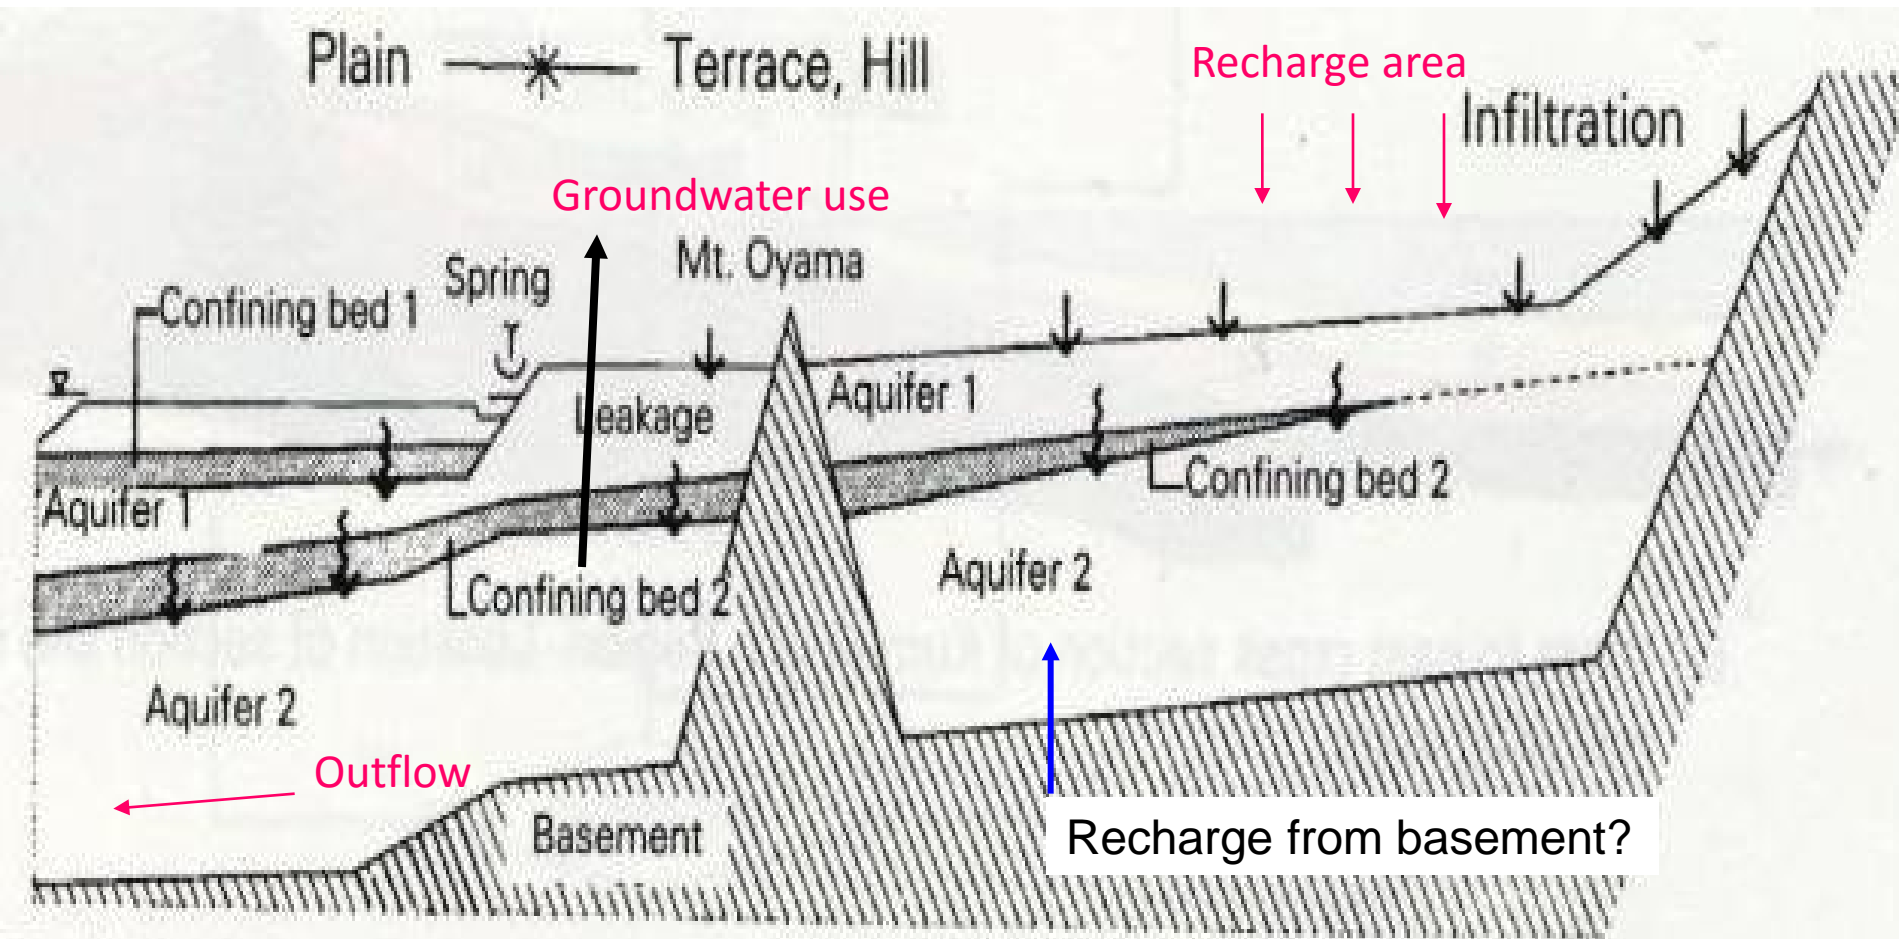 Plain Terrace, Hill
Recharge area
Infiltration
Groundwater use
Mt. Oyama
Spring
Confining bed 1
Leakage
Aquifer 1
Confining bed 2
Aquifer 1
Confining bed 2
Aquifer 2
Aquifer 2
Outflow
Basement
Recharge from basement?